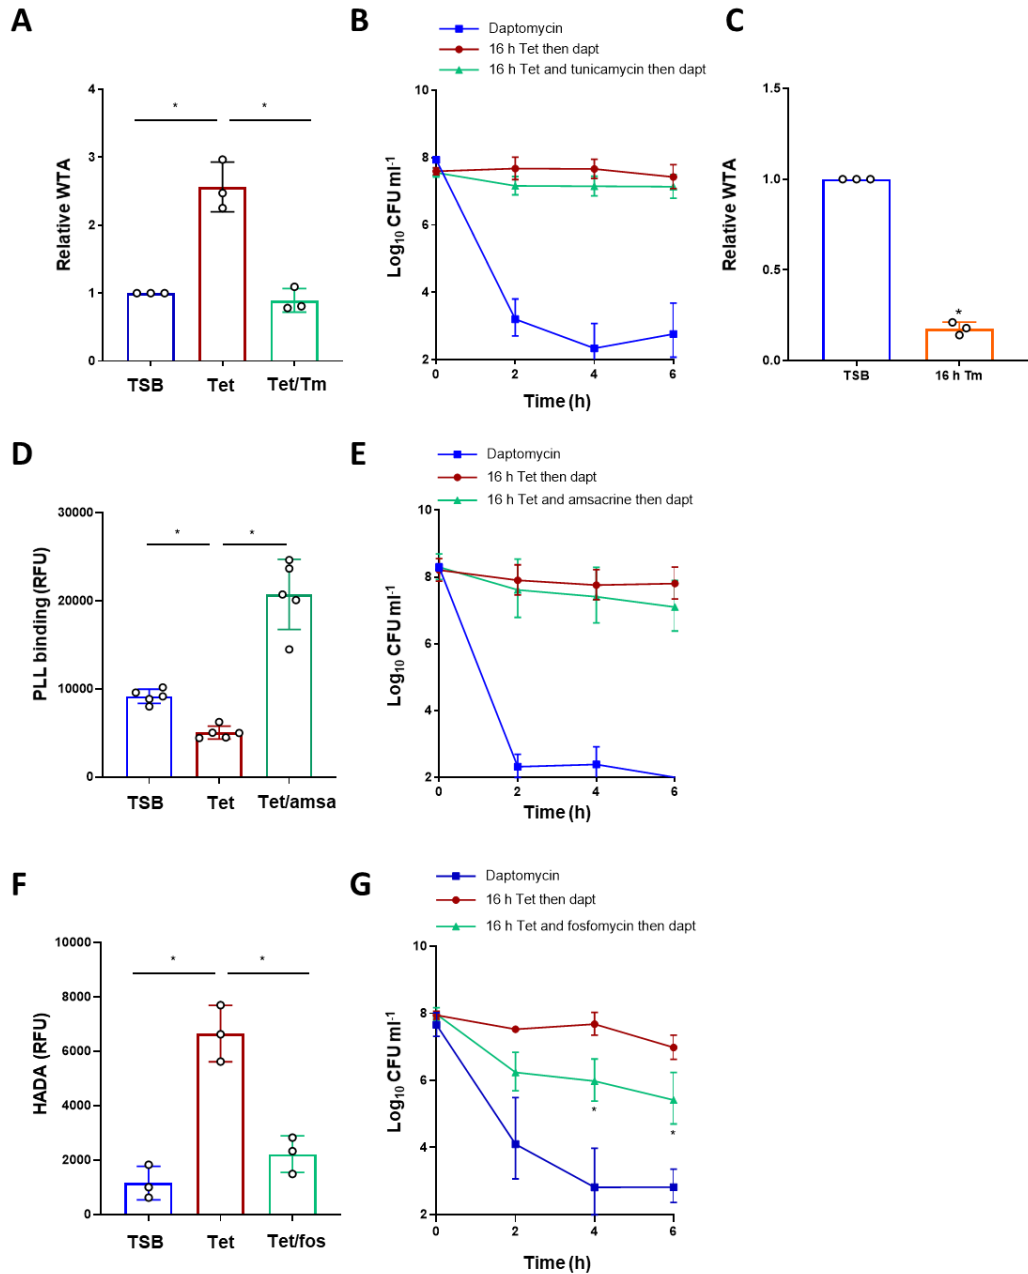 A
Relative WTA
4
3
2
1
0
*
*
TSB
Tet
Tet/Tm
B
Daptomycin
16 h Tet then dapt
16 h Tet and tunicamycin then dapt
Log10 CFU ml-1
10
8
6
4
2
0
2
4
6
Time (h)
C
Relative WTA
1.5
1.0
0.5
0.0
*
TSB
16 h Tm
D
PLL binding (RFU)
30000
20000
10000
0
*
*
TSB
Tet
Tet/amsa
E
Daptomycin
16 h Tet then dapt
16 h Tet and amsacrine then dapt
Log10 CFU ml-1
10
8
6
4
2
0
2
4
6
Time (h)
F
HADA (RFU)
10000
8000
6000
4000
2000
0
*
*
TSB
Tet
Tet/fos
G
Daptomycin
16 h Tet then dapt
16 h Tet and fosfomycin then dapt
Log10 CFU ml-1
10
8
6
4
2
*
*
0
2
4
6
Time (h)